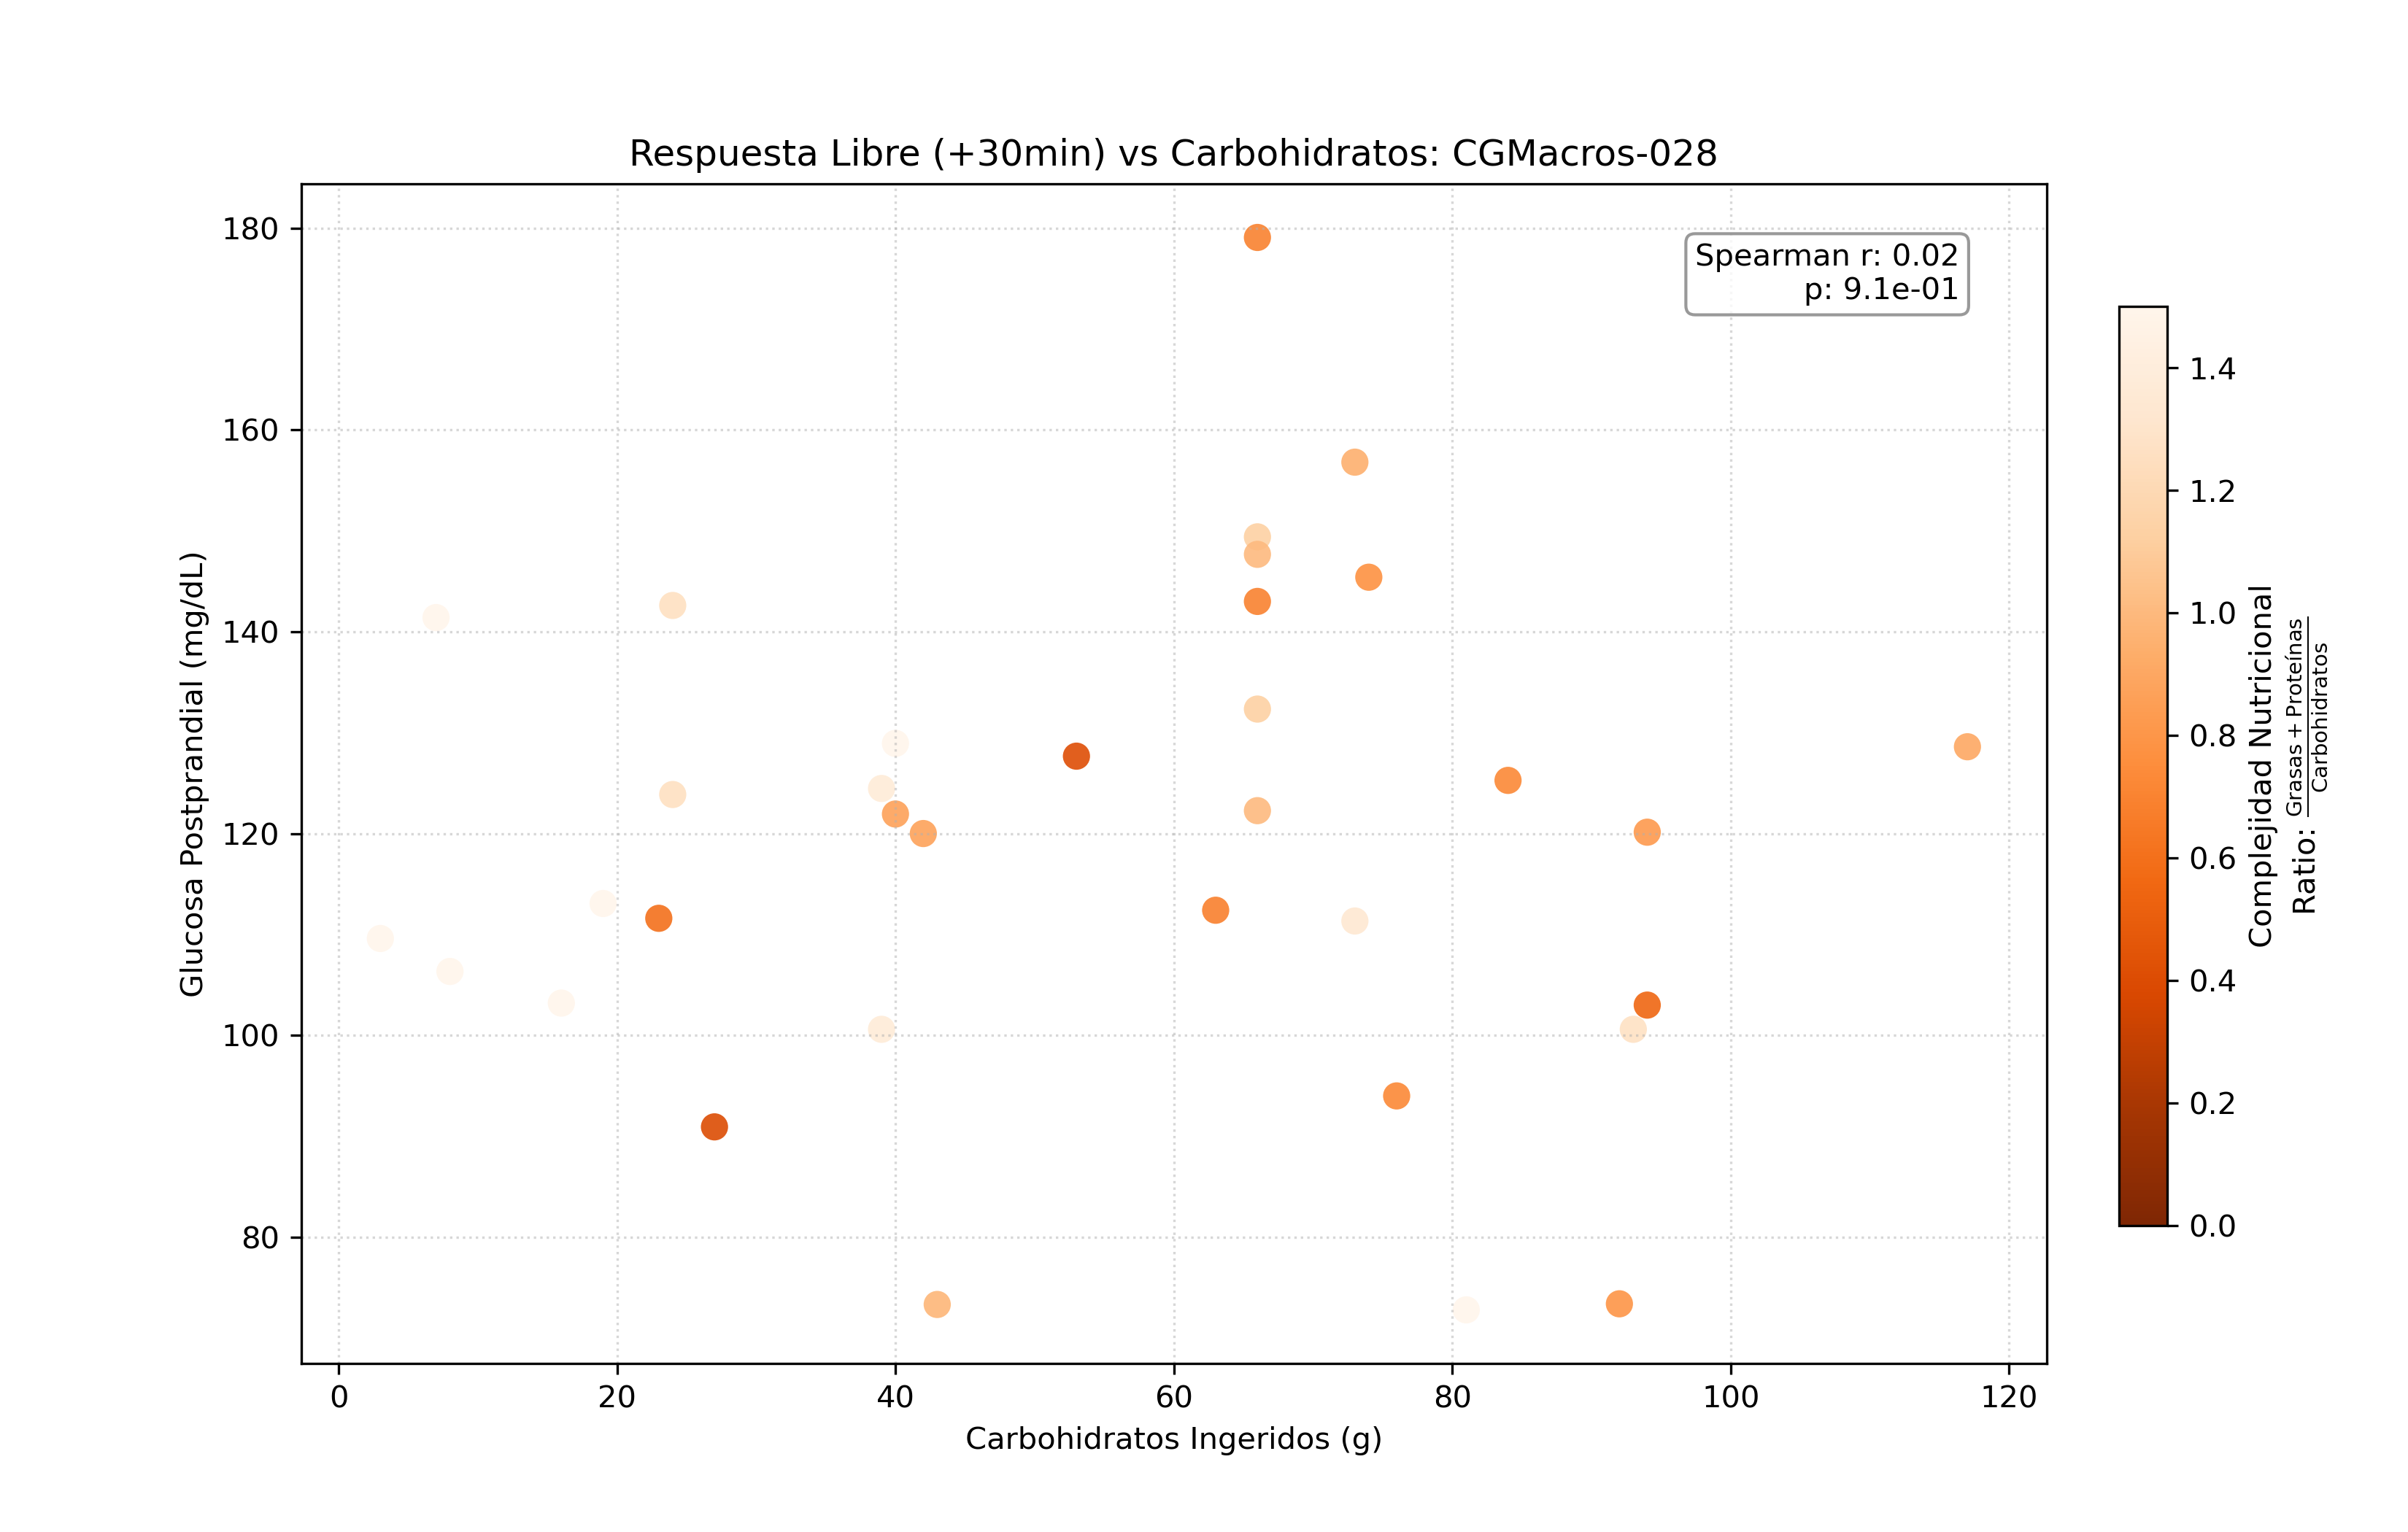 Respuesta Libre (+30min) vs Carbohidratos: CGMacros-028
180
160
140
120
100
80
Glucosa Postprandial (mg/dL)
Spearman r: 0.02
p: 9.1e-01
0
20
40
60
80
100
120
Carbohidratos Ingeridos (g)
1.4
1.2
1.0
0.8
0.6
0.4
0.2
0.0
Complejidad Nutricional
Ratio: Grasas + Proteínas
Carbohidratos